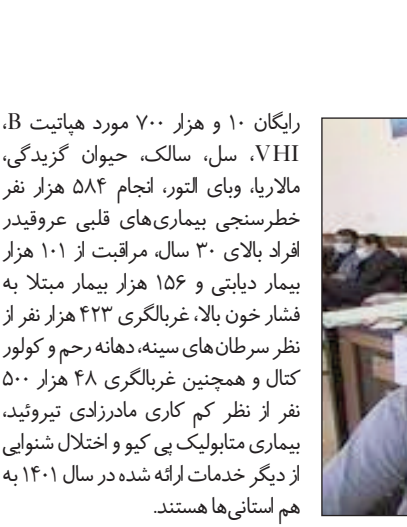 رایگان ۱۰ و هزار ۷۰۰ مورد هپاتیت B،
VHI، سل، سالک، حیوان گزیدگی،
مالاریا، وبای التور، انجام ۵۸۴ هزار نفر
خطرسنجی بیماری‌های قلبی عروقیدر
افراد بالای ۳۰ سال، مراقبت از ۱۰۱ هزار
بیمار دیابتی و ۱۵۶ هزار بیمار مبتلا به
فشار خون بالا، غربالگری ۴۲۳ هزار نفر از
نظر سرطان‌های سینه، دهانه رحم و کولور
کتال و همچنین غربالگری ۴۸ هزار ۵۰۰
نفر از نظر کم کاری مادرزادی تیروئید،
بیماری متابولیک پی کیو و اختلال شنوایی
از دیگر خدمات ارائه شده در سال ۱۴۰۱ به
هم استانی‌ها هستند.